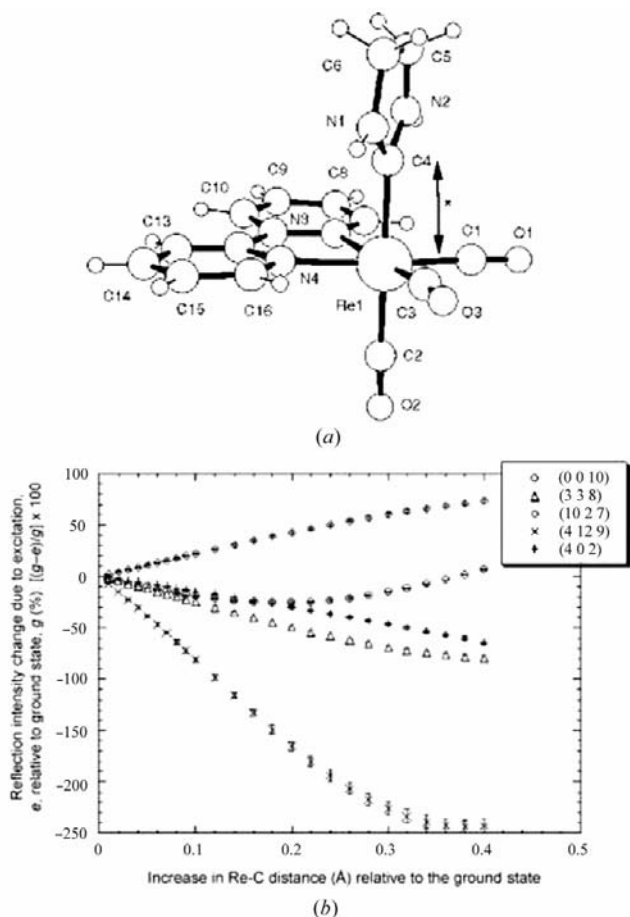 (a)
C6
C5
N1
N2
C4
C9
C8
C10
C13
N3
x
C1
O1
N4
C14
C15
C16
Re1
C3
O3
C2
O2
Reflection intensity change due to excitation,
e, relative to ground state, g (%) [(g–e)/g] x 100
100
50
0
-50
-100
-150
-200
-250
(0 0 10)
(3 3 8)
(10 2 7)
(4 12 9)
(4 0 2)
0
0.1
0.2
0.3
0.4
0.5
Increase in Re-C distance (Å) relative to the ground state
(b)